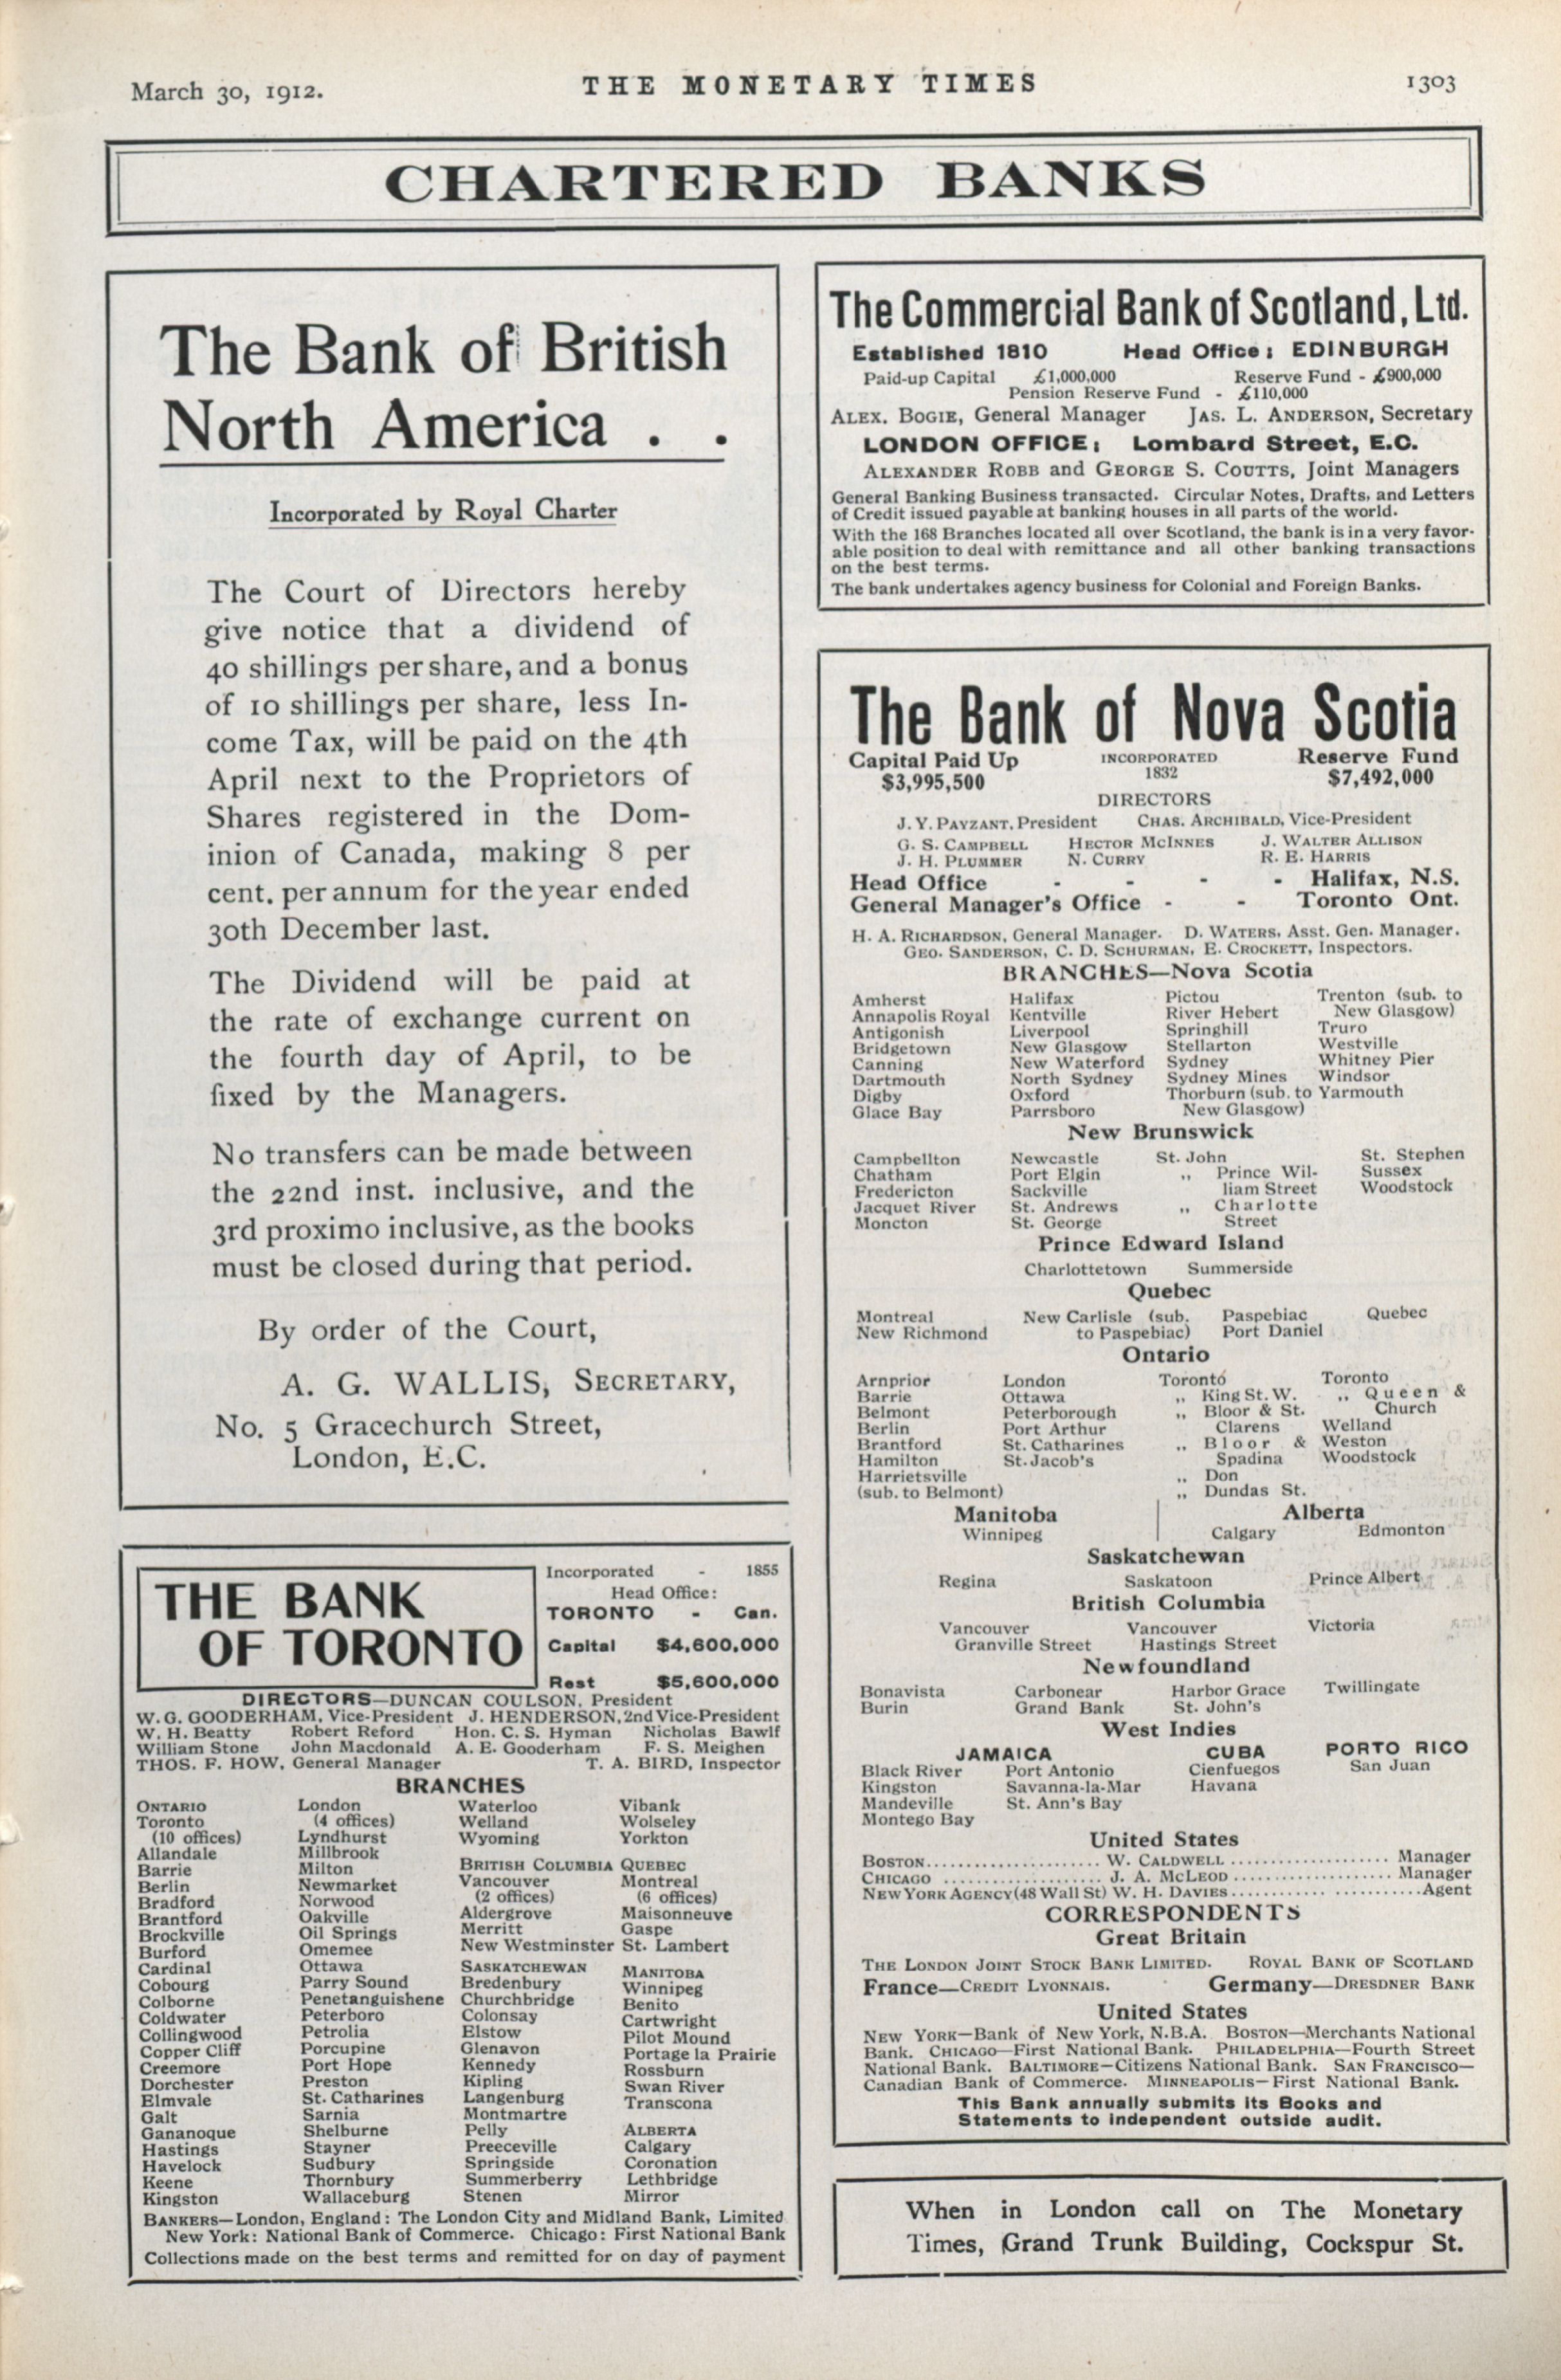 March 30, 1912.
THE MONETARY TIMES
1303
CHARTERED BANKS
The Bank of British
North America . .
Incorporated by Royal Charter
The Court of Directors hereby
give notice that a dividend of
40 shillings per share, and a bonus
of 10 shillings per share, less In-
come Tax, will be paid on the 4th
April next to the Proprietors of
Shares registered in the Dom-
inion of Canada, making 8 per
cent. per annum for the year ended
30th December last.
The Dividend will be paid at
the rate of exchange current on
the fourth day of April, to be
fixed by the Managers.
No transfers can be made between
the 22nd inst. inclusive, and the
3rd proximo inclusive, as the books
must be closed during that period.
By order of the Court,
A. G. WALLIS, SECRETARY,
No. 5 Gracechurch Street,
London, E.C.
THE BANK
OF TORONTO
Incorporated - 1855
Head Office:
TORONTO - Can.
Capital $4,600,000
Rest $5,600,000
DIRECTORS—DUNCAN COULSON, President
W. G. GOODERHAM, Vice-President J. HENDERSON, 2nd Vice-President
W. H. Beatty Robert Reford Hon. C. S. Hyman Nicholas Bawlf
William Stone John Macdonald A. E. Gooderham F. S. Meighen
THOS. F. HOW, General Manager T. A. BIRD, Inspector
BRANCHES
ONTARIO
Toronto
(10 offices)
Allandale
Barrie
Berlin
Bradford
Brantford
Brockville
Burford
Cardinal
Cobourg
Colborne
Coldwater
Collingwood
Copper Cliff
Creemore
Dorchester
Elmvale
Galt
Gananoque
Hastings
Havelock
Keene
Kingston
London
(4 offices)
Lyndhurst
Millbrook
Milton
Newmarket
Norwood
Oakville
Oil Springs
Omemee
Ottawa
Parry Sound
Penetanguishene
Peterboro
Petrolia
Porcupine
Port Hope
Preston
St. Catharines
Sarnia
Shelburne
Stayner
Sudbury
Thornbury
Wallaceburg
Waterloo
Welland
Wyoming
BRITISH COLUMBIA
Vancouver
(2 offices)
Aldergrove
Merritt
New Westminster
SASKATCHEWAN
Bredenbury
Churchbridge
Colonsay
Elstow
Glenavon
Kennedy
Kipling
Langenburg
Montmartre
Pelly
Preeceville
Springside
Summerberry
Stenen
Vibank
Wolseley
Yorkton
QUEBEC
Montreal
(6 offices)
Maisonneuve
Gaspe
St. Lambert
MANITOBA
Winnipeg
Benito
Cartwright
Pilot Mound
Portage la Prairie
Rossburn
Swan River
Transcona
ALBERTA
Calgary
Coronation
Lethbridge
Mirror
BANKERS—London, England: The London City and Midland Bank, Limited
New York: National Bank of Commerce. Chicago: First National Bank
Collections made on the best terms and remitted for on day of payment
The Commercial Bank of Scotland, Ltd.
Established 1810 Head Office: EDINBURGH
Paid-up Capital £1,000,000 Reserve Fund - £900,000
Pension Reserve Fund - £110,000
ALEX. BOGIE, General Manager JAS. L. ANDERSON, Secretary
LONDON OFFICE: Lombard Street, E.C.
ALEXANDER ROBB and GEORGE S. COUTTS, Joint Managers
General Banking Business transacted. Circular Notes, Drafts, and Letters
of Credit issued payable at banking houses in all parts of the world.
With the 168 Branches located all over Scotland, the bank is in a very favor-
able position to deal with remittance and all other banking transactions
on the best terms.
The bank undertakes agency business for Colonial and Foreign Banks.
The Bank of Nova Scotia
Capital Paid Up INCORPORATED Reserve Fund
$3,995,500 1832 $7,492,000
DIRECTORS
J. Y. PAYZANT, President CHAS. ARCHIBALD, Vice-President
G. S. CAMPBELL HECTOR MCINNES J. WALTER ALLISON
J. H. PLUMMER N. CURRY R. E. HARRIS
Head Office - - - - Halifax, N.S.
General Manager's Office - - Toronto Ont.
H. A. RICHARDSON, General Manager. D. WATERS, Asst. Gen. Manager.
GEO. SANDERSON, C. D. SCHURMAN, E. CROCKETT, Inspectors.
BRANCHES—Nova Scotia
Amherst Halifax Pictou Trenton (sub. to
Annapolis Royal Kentville River Hebert New Glasgow)
Antigonish Liverpool Springhill Truro
Bridgetown New Glasgow Stellarton Westville
Canning New Waterford Sydney Whitney Pier
Dartmouth North Sydney Sydney Mines Windsor
Digby Oxford Thorburn (sub. to Yarmouth
Glace Bay Parrsboro New Glasgow)
New Brunswick
Campbellton Newcastle St. John St. Stephen
Chatham Port Elgin ,, Prince Wil- Sussex
Fredericton Sackville liam Street Woodstock
Jacquet River St. Andrews ,, Charlotte
Moncton St. George Street
Prince Edward Island
Charlottetown Summerside
Quebec
Montreal New Carlisle (sub. Paspebiac Quebec
New Richmond to Paspebiac) Port Daniel
Ontario
Arnprior London Toronto Toronto
Barrie Ottawa ,, King St. W. ,, Queen &
Belmont Peterborough ,, Bloor & St. Church
Berlin Port Arthur Clarens Welland
Brantford St. Catharines ,, Bloor & Weston
Hamilton St. Jacob's Spadina Woodstock
Harrietsville ,, Don
(sub. to Belmont) ,, Dundas St.
Manitoba Alberta
Winnipeg Calgary Edmonton
Saskatchewan
Regina Saskatoon Prince Albert
British Columbia
Vancouver Vancouver Victoria
Granville Street Hastings Street
Newfoundland
Bonavista Carbonear Harbor Grace Twillingate
Burin Grand Bank St. John's
West Indies
JAMAICA CUBA PORTO RICO
Black River Port Antonio Cienfuegos San Juan
Kingston Savanna-la-Mar Havana
Mandeville St. Ann's Bay
Montego Bay
United States
BOSTON...................... W. CALDWELL .................... Manager
CHICAGO .................... J. A. MCLEOD .................... Manager
NEW YORK AGENCY (48 Wall St) W. H. DAVIES....................... Agent
CORRESPONDENTS
Great Britain
THE LONDON JOINT STOCK BANK LIMITED. ROYAL BANK OF SCOTLAND
France—CREDIT LYONNAIS. Germany—DRESDNER BANK
United States
NEW YORK—Bank of New York, N.B.A. BOSTON—Merchants National
Bank. CHICAGO—First National Bank. PHILADELPHIA—Fourth Street
National Bank. BALTIMORE—Citizens National Bank. SAN FRANCISCO—
Canadian Bank of Commerce. MINNEAPOLIS—First National Bank.
This Bank annually submits its Books and
Statements to independent outside audit.
When in London call on The Monetary
Times, Grand Trunk Building, Cockspur St.